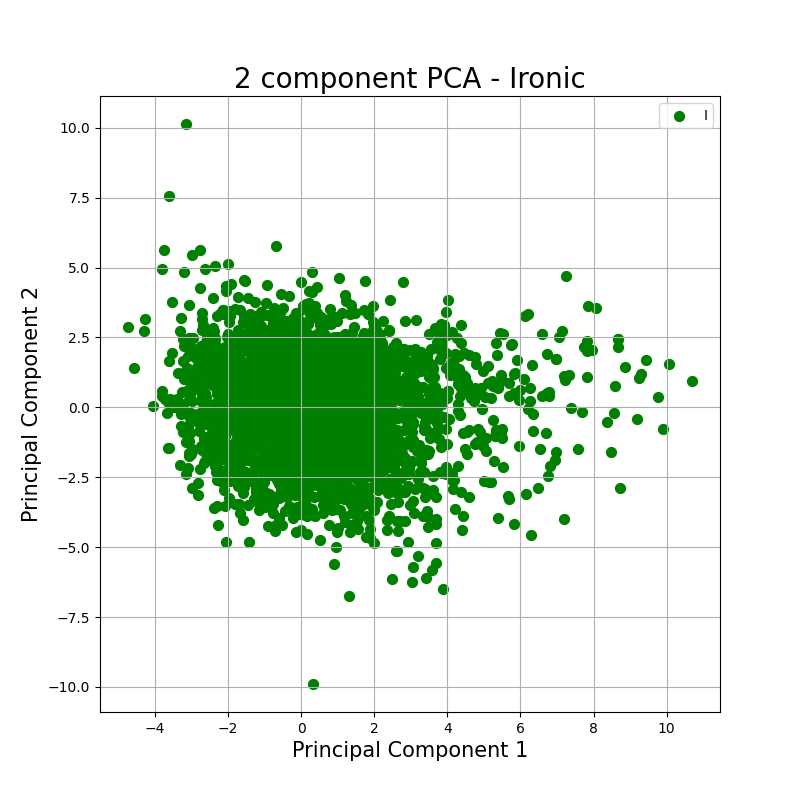 2 component PCA - Ironic
I
Principal Component 2
10.0
7.5
5.0
2.5
0.0
−2.5
−5.0
−7.5
−10.0
−4 −2 0 2 4 6 8 10
Principal Component 1